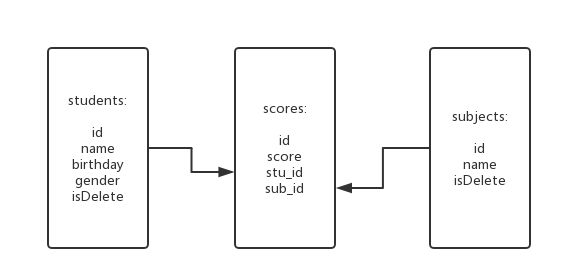 students:
id
name
birthday
gender
isDelete
scores:
id
score
stu_id
sub_id
subjects:
id
name
isDelete